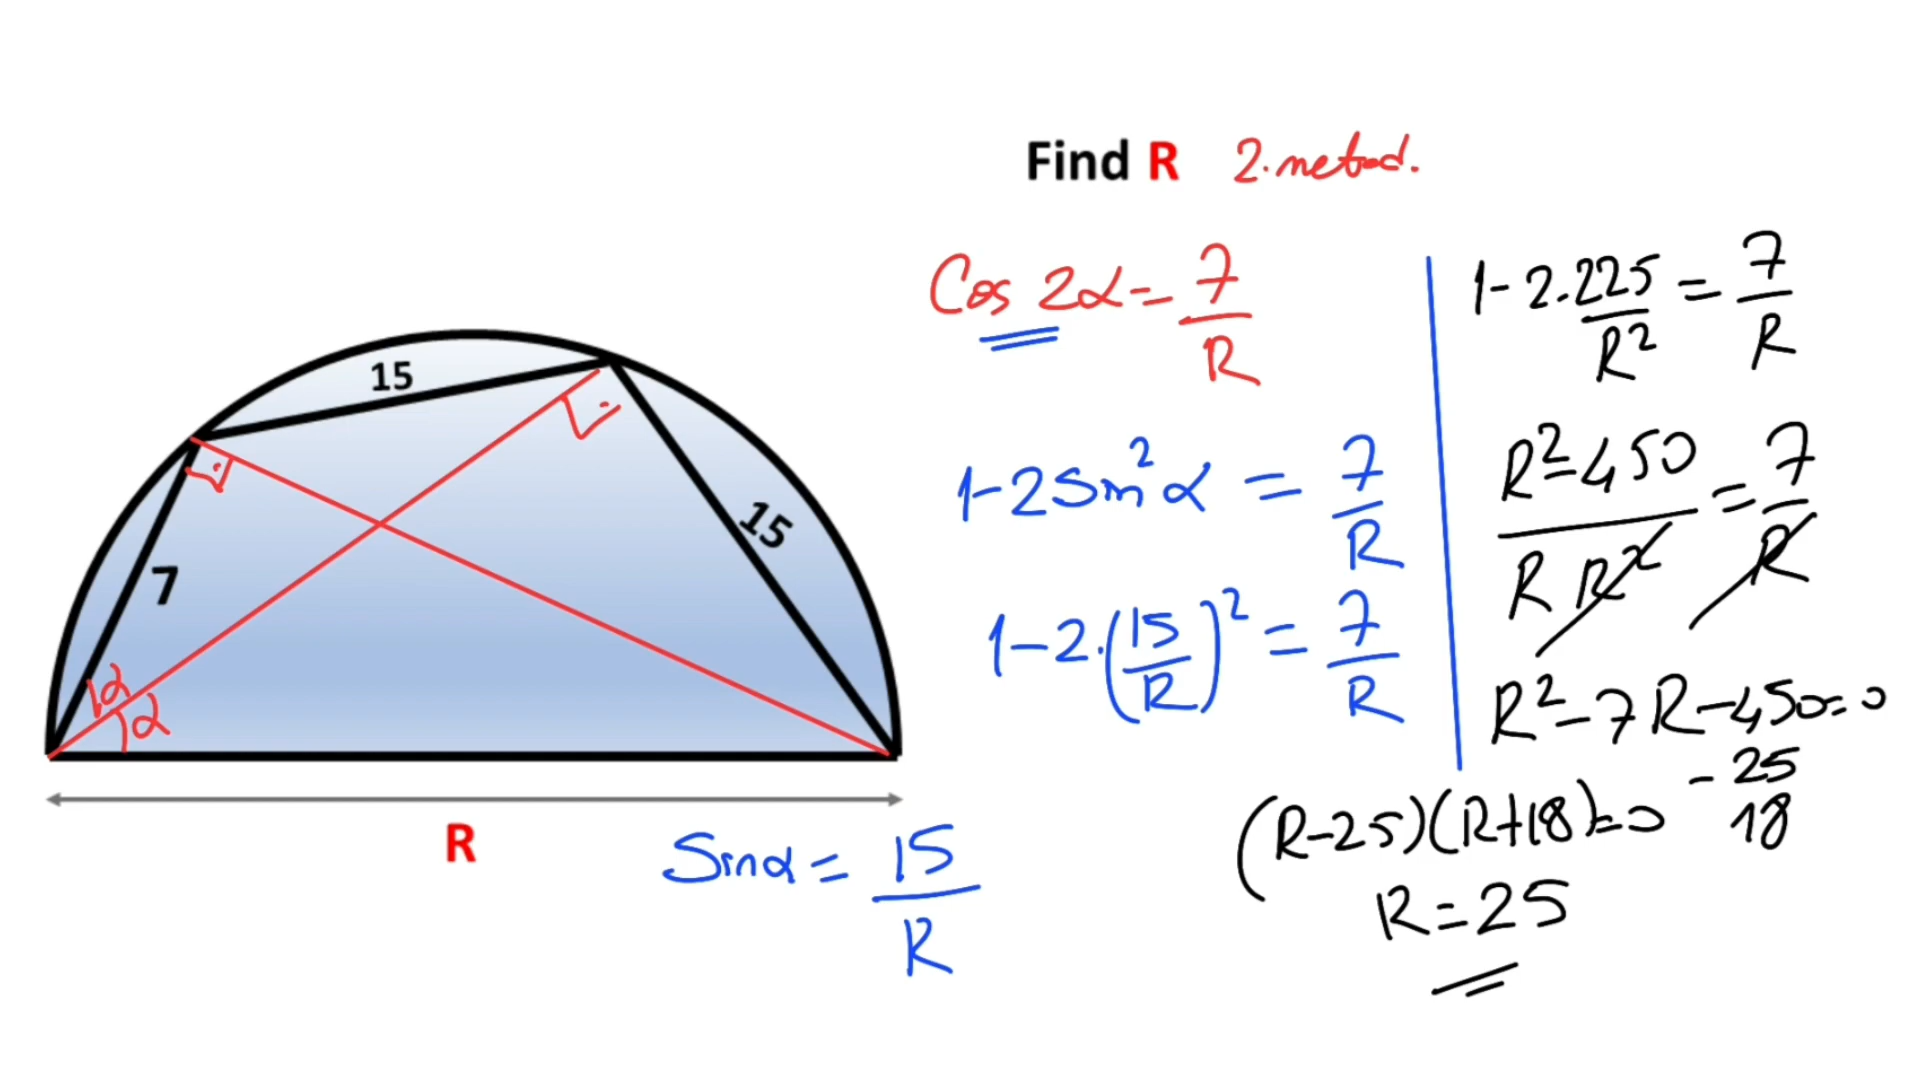 Find R 2.metod.
15
15
7
α
α
R
Sinα = 15/R
Cos 2α = 7/R
1-2Sin²α = 7/R
1-2.(15/R)² = 7/R
1-2.225/R² = 7/R
R²-450/R R² = 7/R
R²-7R-450=0
-25
18
(R-25)(R+18)=0
R=25